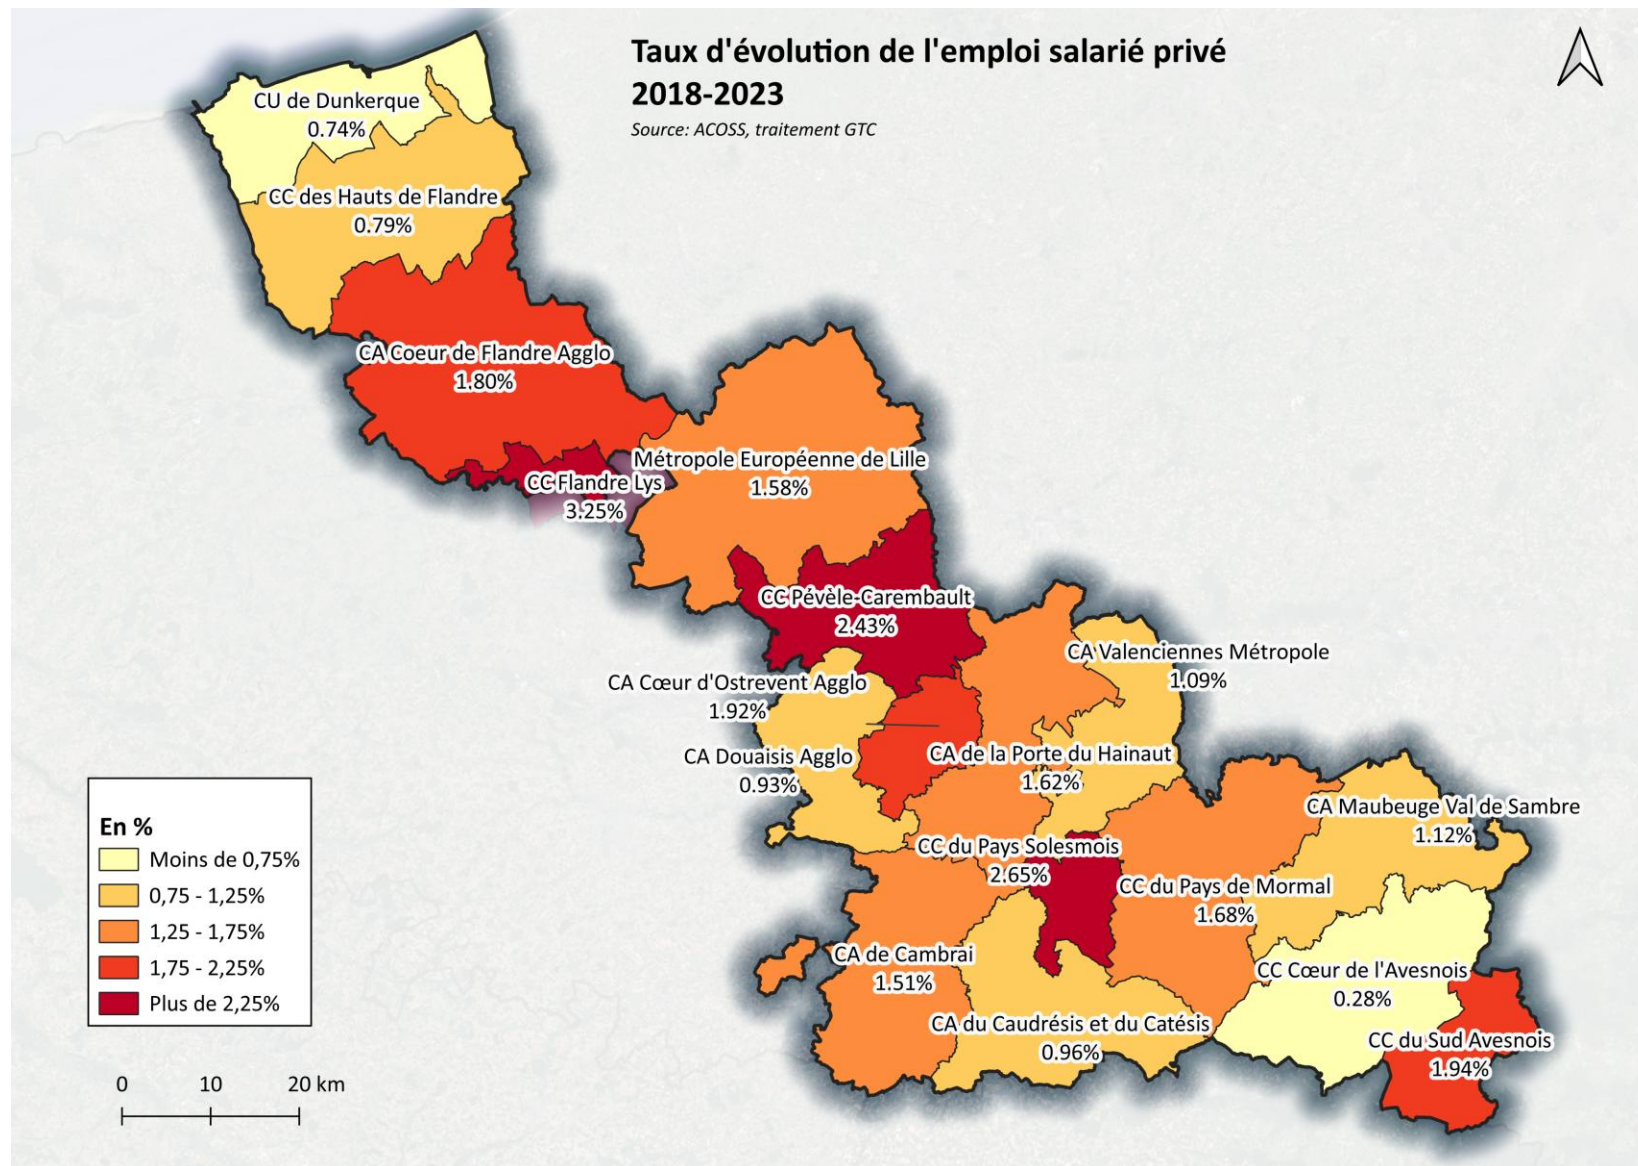 Taux d'évolution de l'emploi salarié privé
2018-2023
Source: ACOSS, traitement GTC
CU de Dunkerque
0.74%
CC des Hauts de Flandre
0.79%
CA Coeur de Flandre Agglo
1.80%
Métropole Européenne de Lille
1.58%
CC Flandre Lys
3.25%
CC Pévèle-Carembault
2.43%
CA Valenciennes Métropole
1.09%
CA Cœur d'Ostrevent Agglo
1.92%
CA de la Porte du Hainaut
1.62%
CA Douaisis Agglo
0.93%
CA Maubeuge Val de Sambre
1.12%
CC du Pays Solesmois
2.65%
CC du Pays de Mormal
1.68%
CA de Cambrai
1.51%
CC Cœur de l'Avesnois
0.28%
CA du Caudrésis et du Catésis
0.96%
CC du Sud Avesnois
1.94%
En %
Moins de 0,75%
0,75 - 1,25%
1,25 - 1,75%
1,75 - 2,25%
Plus de 2,25%
0 10 20 km